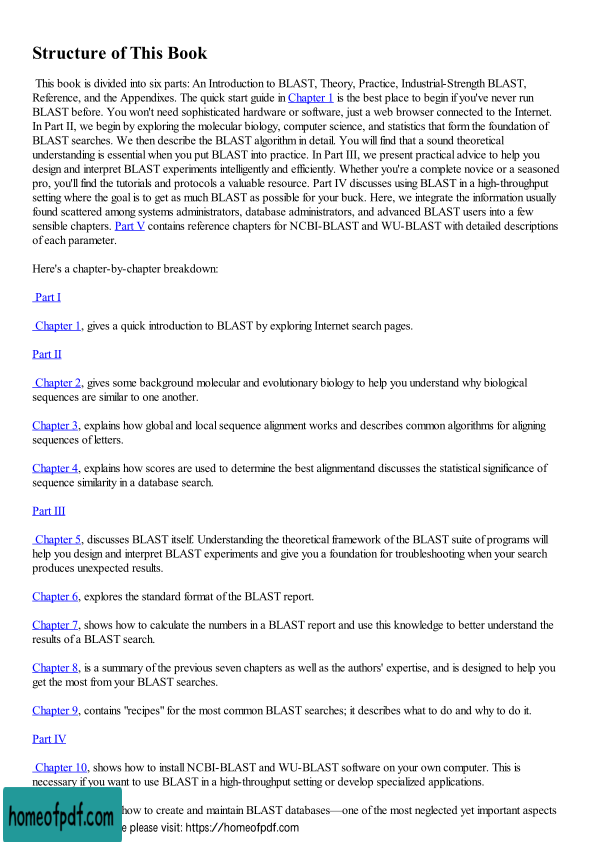 Structure of This Book
This book is divided into six parts: An Introduction to BLAST, Theory, Practice, Industrial-Strength BLAST,
Reference, and the Appendixes. The quick start guide in Chapter 1 is the best place to begin if you've never run
BLAST before. You won't need sophisticated hardware or software, just a web browser connected to the Internet.
In Part II, we begin by exploring the molecular biology, computer science, and statistics that form the foundation of
BLAST searches. We then describe the BLAST algorithm in detail. You will find that a sound theoretical
understanding is essential when you put BLAST into practice. In Part III, we present practical advice to help you
design and interpret BLAST experiments intelligently and efficiently. Whether you're a complete novice or a seasoned
pro, you'll find the tutorials and protocols a valuable resource. Part IV discusses using BLAST in a high-throughput
setting where the goal is to get as much BLAST as possible for your buck. Here, we integrate the information usually
found scattered among systems administrators, database administrators, and advanced BLAST users into a few
sensible chapters. Part V contains reference chapters for NCBI-BLAST and WU-BLAST with detailed descriptions
of each parameter.
Here's a chapter-by-chapter breakdown:
Part I
Chapter 1, gives a quick introduction to BLAST by exploring Internet search pages.
Part II
Chapter 2, gives some background molecular and evolutionary biology to help you understand why biological
sequences are similar to one another.
Chapter 3, explains how global and local sequence alignment works and describes common algorithms for aligning
sequences of letters.
Chapter 4, explains how scores are used to determine the best alignmentand discusses the statistical significance of
sequence similarity in a database search.
Part III
Chapter 5, discusses BLAST itself. Understanding the theoretical framework of the BLAST suite of programs will
help you design and interpret BLAST experiments and give you a foundation for troubleshooting when your search
produces unexpected results.
Chapter 6, explores the standard format of the BLAST report.
Chapter 7, shows how to calculate the numbers in a BLAST report and use this knowledge to better understand the
results of a BLAST search.
Chapter 8, is a summary of the previous seven chapters as well as the authors' expertise, and is designed to help you
get the most from your BLAST searches.
Chapter 9, contains "recipes" for the most common BLAST searches; it describes what to do and why to do it.
Part IV
Chapter 10, shows how to install NCBI-BLAST and WU-BLAST software on your own computer. This is
necessary if you want to use BLAST in a high-throughput setting or develop specialized applications.
how to create and maintain BLAST databases—one of the most neglected yet important aspects
homeofpdf.com
please visit: https://homeofpdf.com